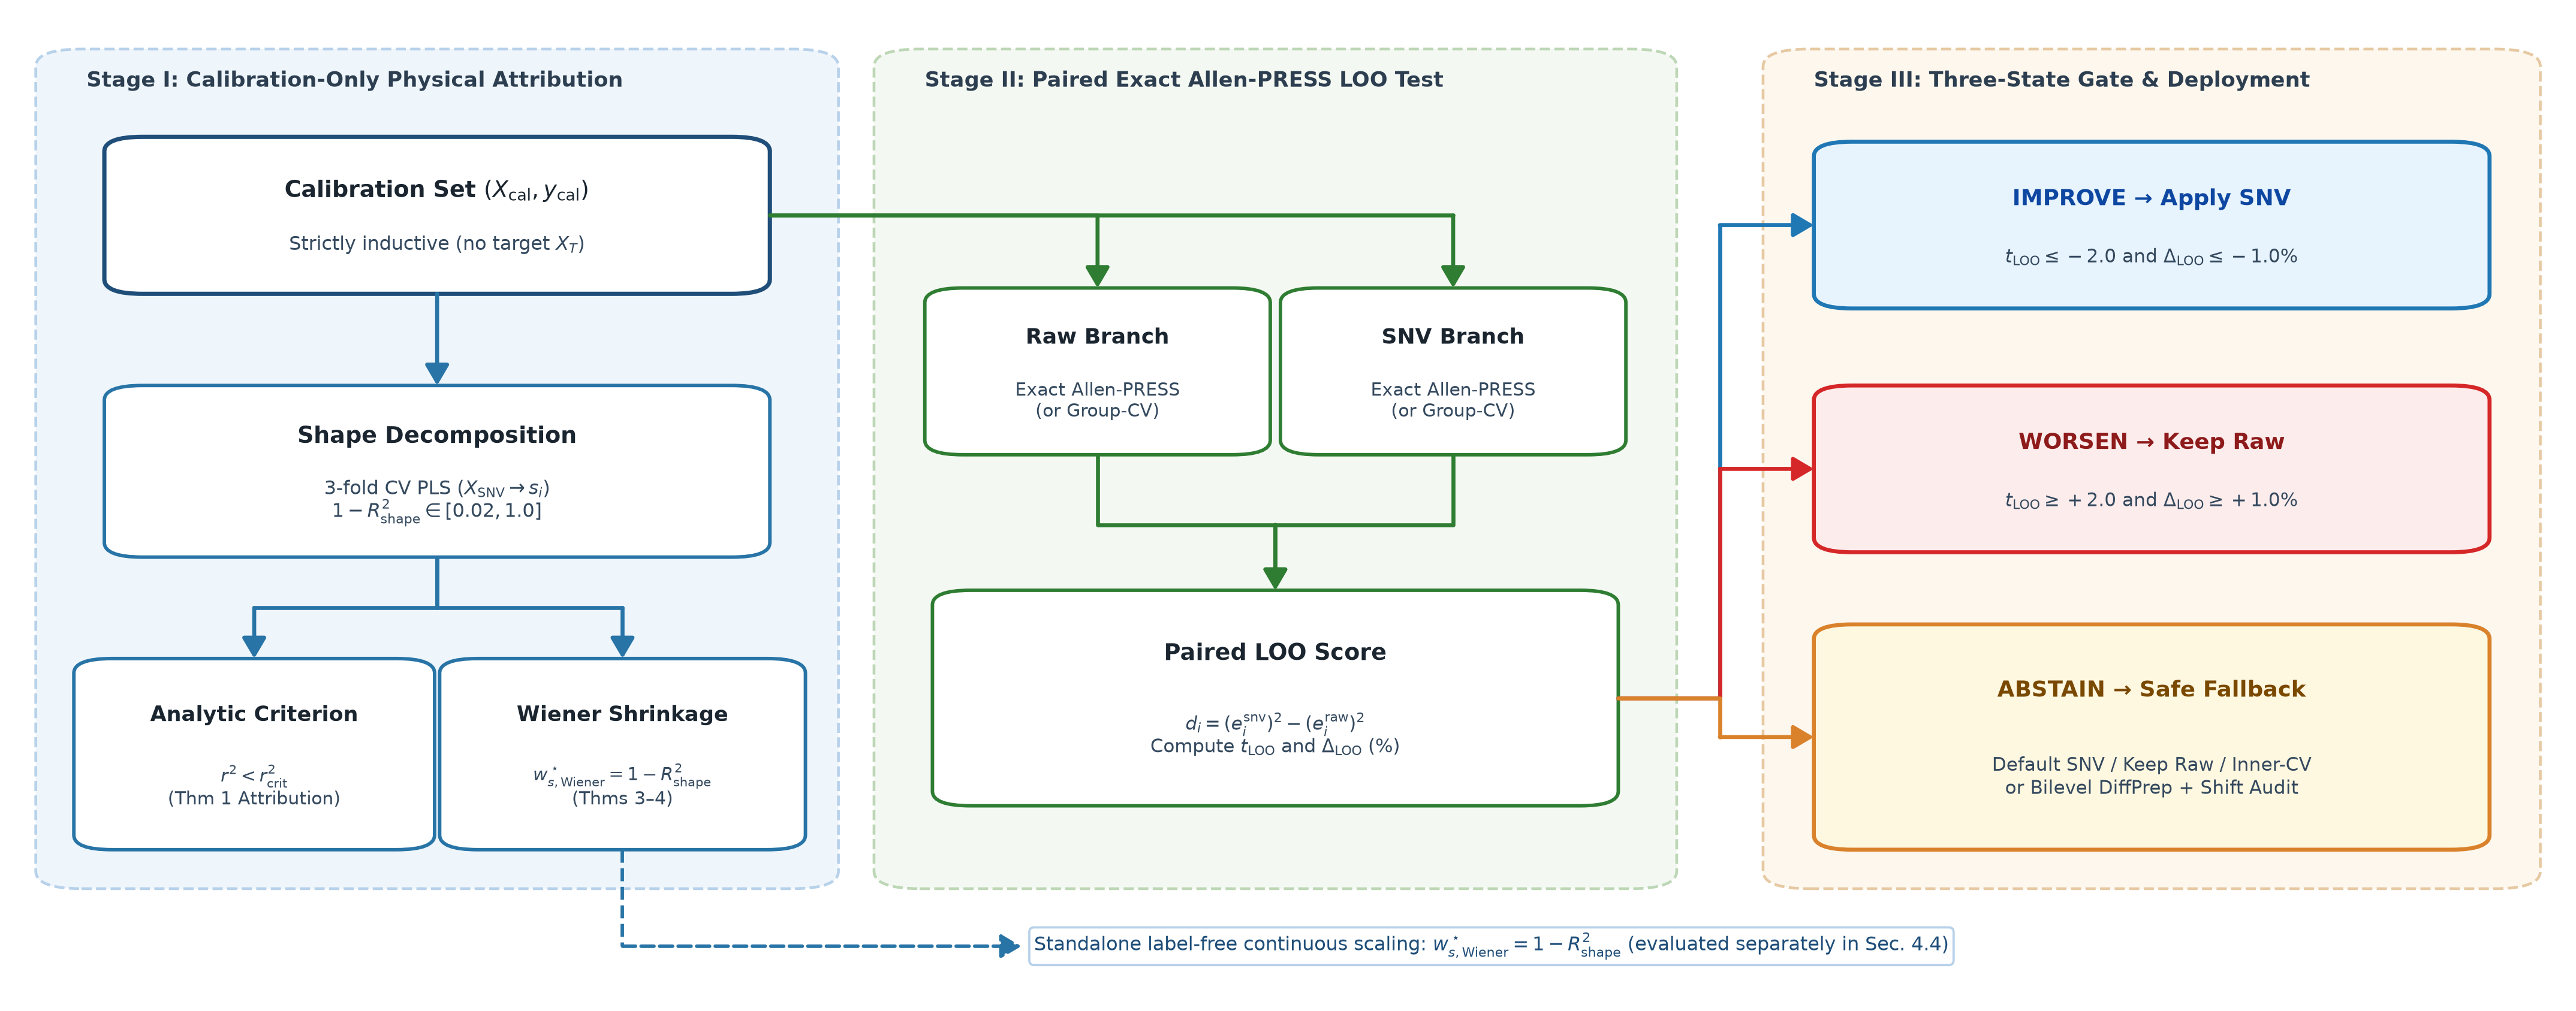 Stage I: Calibration-Only Physical Attribution
Calibration Set (X_cal, y_cal)
Strictly inductive (no target X_T)
Shape Decomposition
3-fold CV PLS (X_SNV → s_i)
1 − R²_shape ∈ [0.02, 1.0]
Analytic Criterion
r² < r²_crit
(Thm 1 Attribution)
Wiener Shrinkage
w*_s,Wiener = 1 − R²_shape
(Thms 3–4)
Stage II: Paired Exact Allen-PRESS LOO Test
Raw Branch
Exact Allen-PRESS
(or Group-CV)
SNV Branch
Exact Allen-PRESS
(or Group-CV)
Paired LOO Score
d_i = (e_i^snv)² − (e_i^raw)²
Compute t_LOO and Δ_LOO (%)
Stage III: Three-State Gate & Deployment
IMPROVE → Apply SNV
t_LOO ≤ −2.0 and Δ_LOO ≤ −1.0%
WORSEN → Keep Raw
t_LOO ≥ +2.0 and Δ_LOO ≥ +1.0%
ABSTAIN → Safe Fallback
Default SNV / Keep Raw / Inner-CV
or Bilevel DiffPrep + Shift Audit
Standalone label-free continuous scaling: w*_s,Wiener = 1 − R²_shape (evaluated separately in Sec. 4.4)